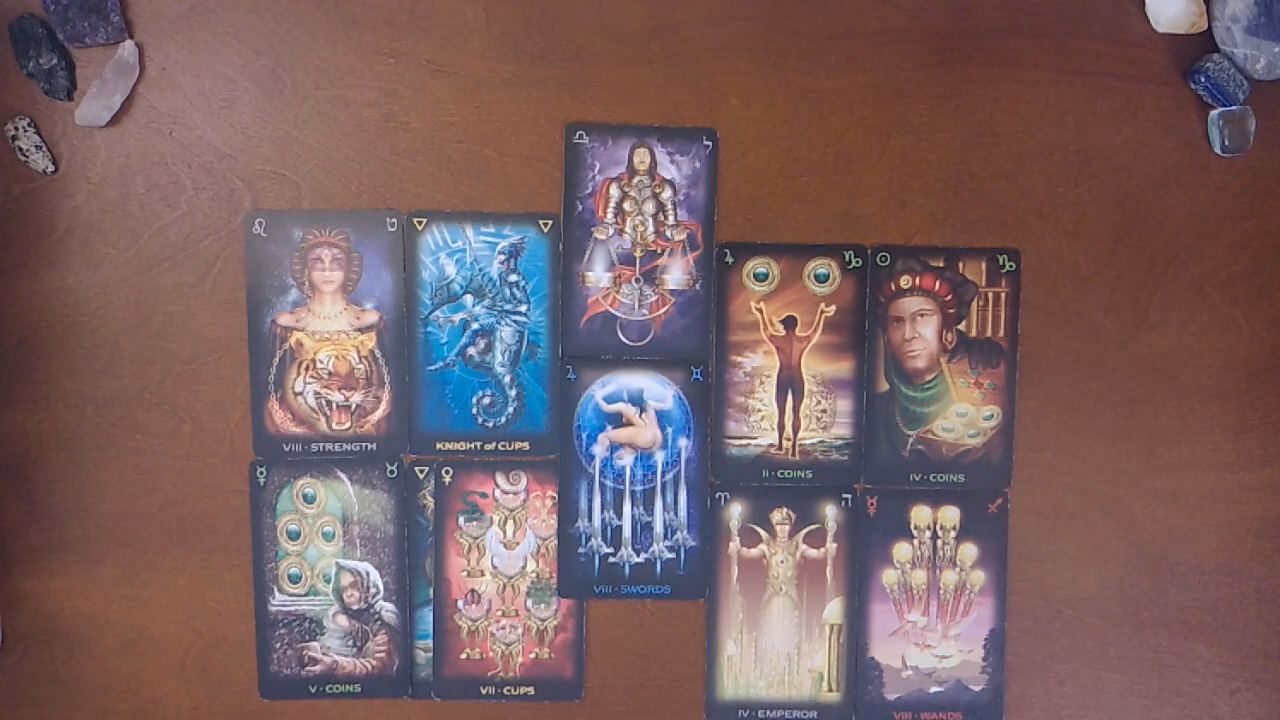 VIII · STRENGTH
KNIGHT of CUPS
II · COINS
IV · COINS
V · COINS
VII · CUPS
VIII · SWORDS
IV · EMPEROR
VIII · WANDS